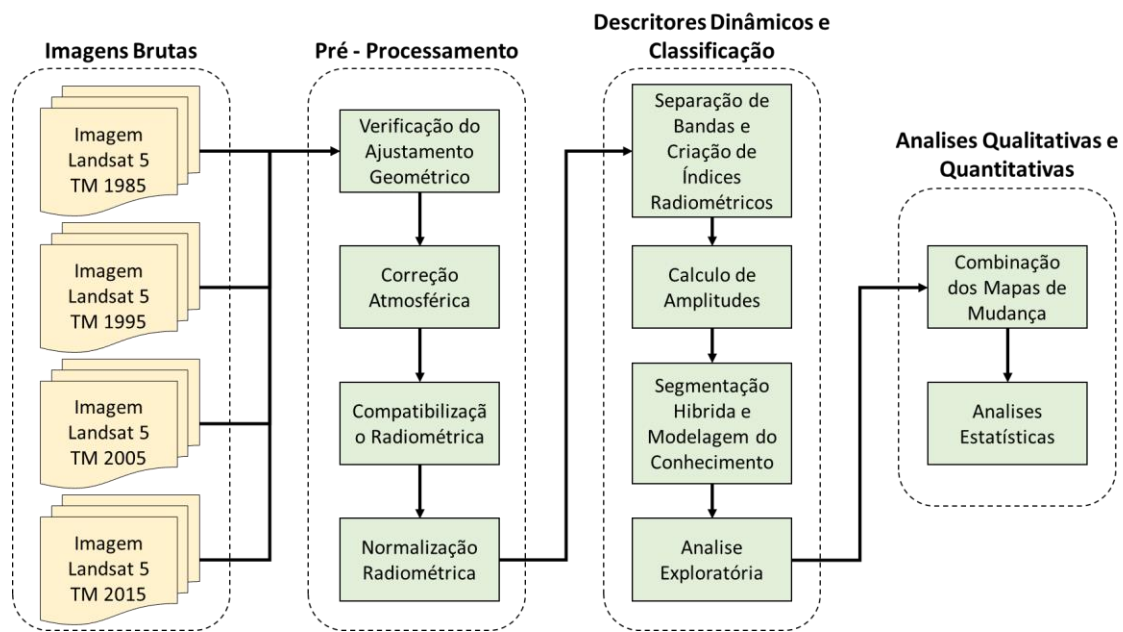 Imagens Brutas
Imagem
Landsat 5
TM 1985
Imagem
Landsat 5
TM 1995
Imagem
Landsat 5
TM 2005
Imagem
Landsat 5
TM 2015
Pré - Processamento
Verificação do
Ajustamento
Geométrico
Correção
Atmosférica
Compatibilizaçã
o Radiométrica
Normalização
Radiométrica
Descritores Dinâmicos e
Classificação
Separação de
Bandas e
Criação de
Índices
Radiométricos
Calculo de
Amplitudes
Segmentação
Hibrida e
Modelagem do
Conhecimento
Analise
Exploratória
Analises Qualitativas e
Quantitativas
Combinação
dos Mapas de
Mudança
Analises
Estatísticas